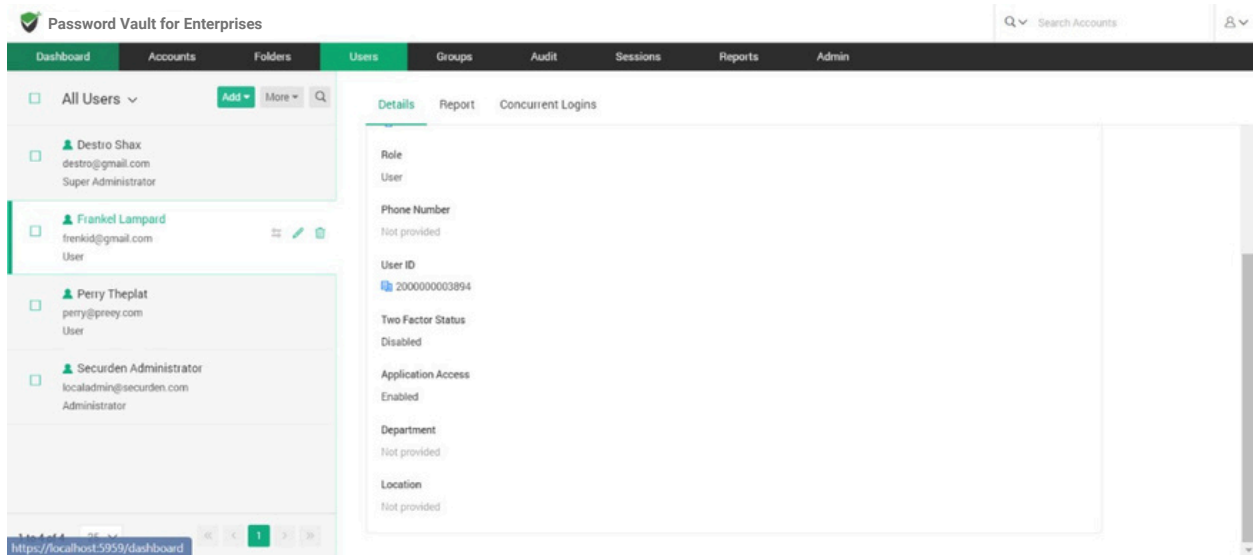 Password Vault for Enterprises
Search Accounts
Dashboard Accounts Folders Users Groups Audit Sessions Reports Admin
All Users
Add More
Details Report Concurrent Logins
Destro Shax
destro@gmail.com
Super Administrator
Frankel Lampard
frenkid@gmail.com
User
Perry Theplat
perry@preey.com
User
Securden Administrator
localadmin@securden.com
Administrator
Role
User
Phone Number
Not provided
User ID
2000000003894
Two Factor Status
Disabled
Application Access
Enabled
Department
Not provided
Location
Not provided
1
https://localhost:5959/dashboard